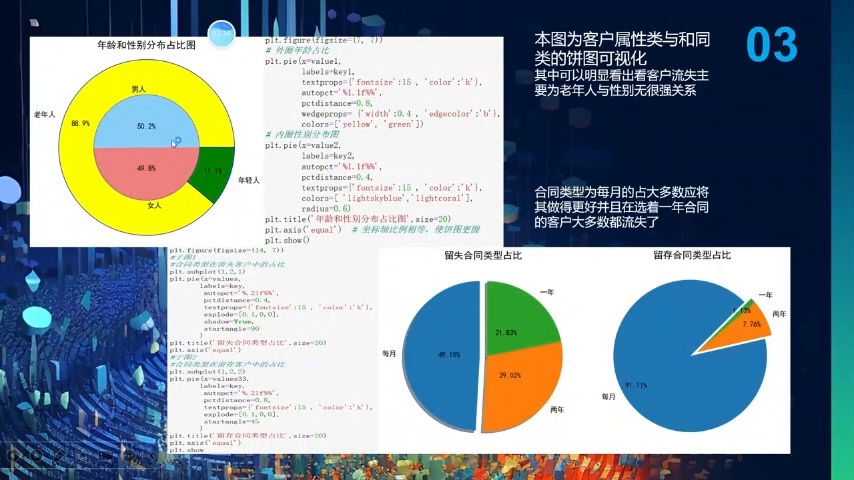 年龄和性别分布占比图
男人
老年人
88.9%
50.2%
49.8%
11.1%
年轻人
女人
plt.figure(figsize=(7, 7))
# 外圈年龄占比
plt.pie(x=value1,
labels=key1,
textprops={'fontsize':15 , 'color':'k'},
autopct='%1.1f%%',
pctdistance=0.8,
wedgeprops= {'width':0.4 , 'edgecolor':'b'},
colors=['yellow', 'green'])
# 内圈性别分布图
plt.pie(x=value2,
labels=key2,
autopct='%1.1f%%',
pctdistance=0.4,
textprops={'fontsize':15 , 'color':'k'},
colors=[ 'lightskyblue','lightcoral'],
radius=0.6)
plt.title('年龄和性别分布占比图',size=20)
plt.axis('equal') # 坐标轴比例相等，使饼图更圆
plt.show()
本图为客户属性类与和同
类的饼图可视化
其中可以明显看出看客户流失主
要为老年人与性别无很强关系
03
合同类型为每月的占大多数应将
其做得更好并且在选着一年合同
的客户大多数都流失了
plt.figure(figsize=(14, 7))
#子图1
#合同类型在留失客户中的占比
plt.subplot(1,2,1)
plt.pie(x=values,
labels=key,
autopct='%.2f%%',
pctdistance=0.4,
textprops={'fontsize':15 , 'color':'k'},
explode=[0.1,0,0],
shadow=True,
startangle=90
)
plt.title('留失合同类型占比',size=20)
plt.axis('equal')
#子图2
#合同类型在留存客户中的占比
plt.subplot(1,2,2)
plt.pie(x=values33,
labels=key,
autopct='%.2f%%',
pctdistance=0.8,
textprops={'fontsize':15 , 'color':'k'},
explode=[0.1,0,0],
startangle=45
)
plt.title('留存合同类型占比',size=20)
plt.axis('equal')
plt.show
留失合同类型占比
一年
21.83%
每月
49.15%
29.02%
两年
留存合同类型占比
一年
两年
7.76%
91.11%
每月